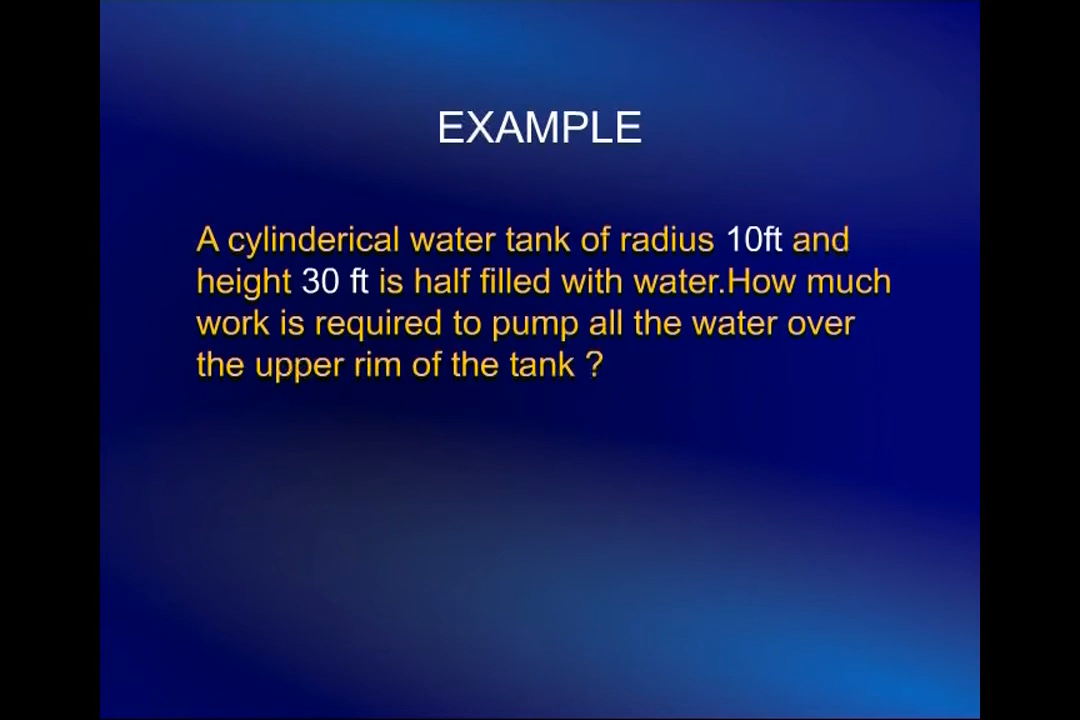 EXAMPLE
A cylinderical water tank of radius 10ft and
height 30 ft is half filled with water.How much
work is required to pump all the water over
the upper rim of the tank ?